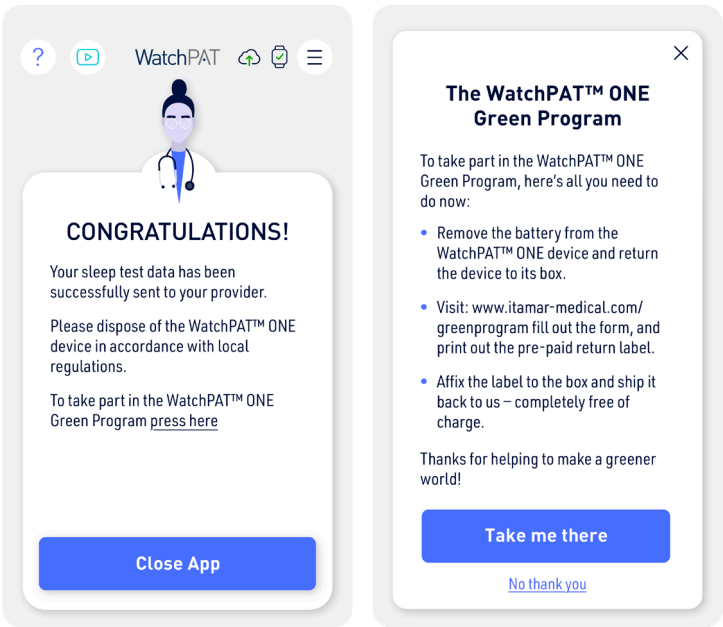 ?
WatchPAT
CONGRATULATIONS!
Your sleep test data has been
successfully sent to your provider.
Please dispose of the WatchPAT™ ONE
device in accordance with local
regulations.
To take part in the WatchPAT™ ONE
Green Program press here
Close App
The WatchPAT™ ONE
Green Program
To take part in the WatchPAT™ ONE
Green Program, here's all you need to
do now:
• Remove the battery from the
WatchPAT™ ONE device and return
the device to its box.
• Visit: www.itamar-medical.com/
greenprogram fill out the form, and
print out the pre-paid return label.
• Affix the label to the box and ship it
back to us – completely free of
charge.
Thanks for helping to make a greener
world!
Take me there
No thank you